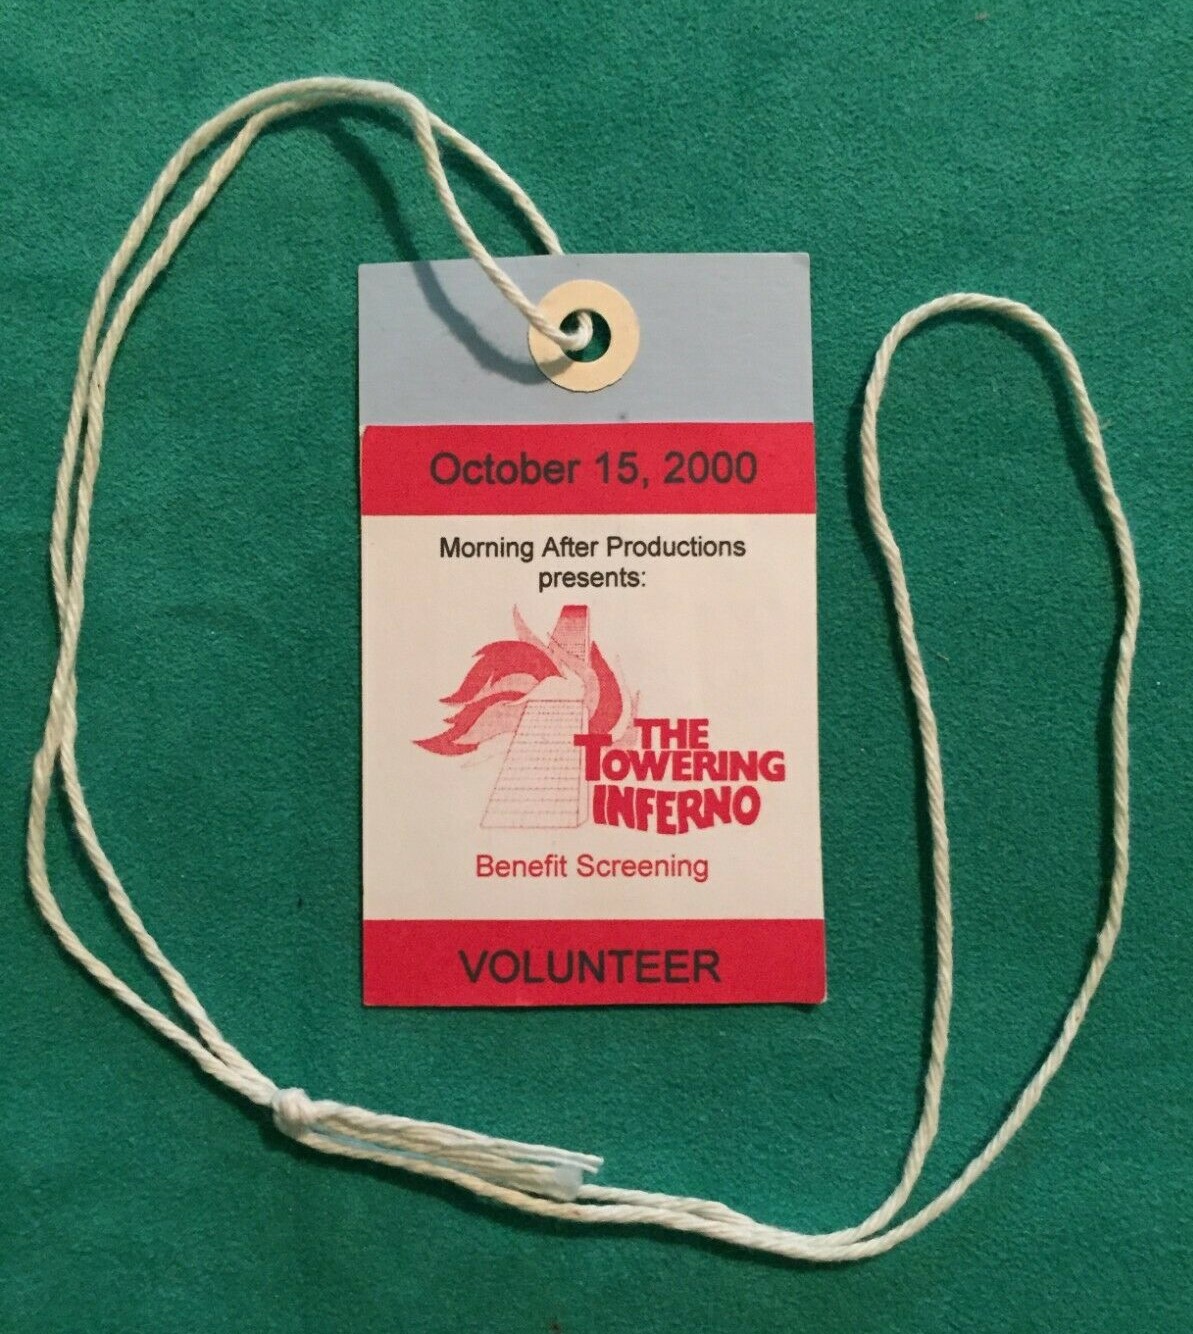 October 15, 2000
Morning After Productions
presents:
THE
TOWERING
INFERNO
Benefit Screening
VOLUNTEER